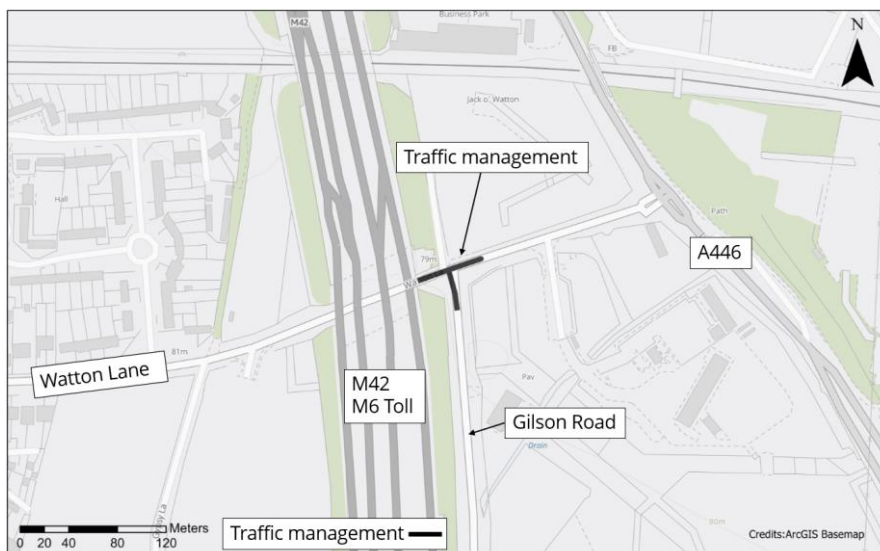 M42
Business Park
N
FB
Jack o' Watton
Traffic management
Hall
Path
A446
79m
Wa
81m
Watton Lane
M42
M6 Toll
Pav
Gilson Road
Drain
Meters
0 20 40 80 120
Traffic management
80m
Credits:ArcGIS Basemap